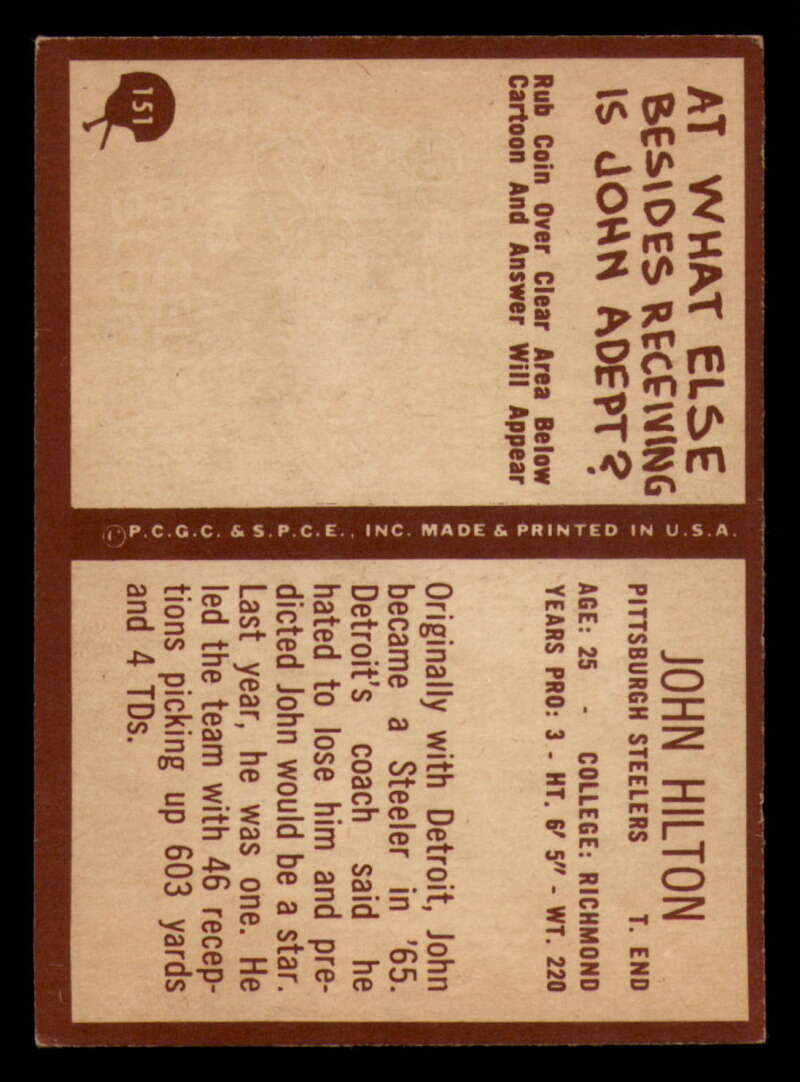 AT WHAT ELSE
BESIDES RECEIVING
IS JOHN ADEPT?
Rub Coin Over Clear Area Below
Cartoon And Answer Will Appear
151
©P.C.G.C. & S.P.C.E., INC. MADE & PRINTED IN U.S.A.
JOHN HILTON
PITTSBURGH STEELERS T. END
AGE: 25 - COLLEGE: RICHMOND
YEARS PRO: 3 - HT. 6' 5" - WT. 220
Originally with Detroit, John
became a Steeler in '65.
Detroit's coach said he
hated to lose him and pre-
dicted John would be a star.
Last year, he was one. He
led the team with 46 recep-
tions picking up 603 yards
and 4 TDs.